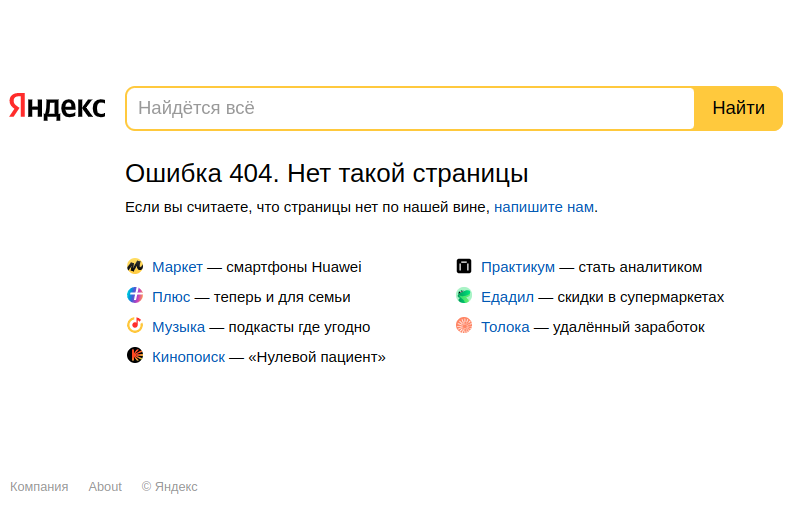 Яндекс
Найдётся всё
Найти
Ошибка 404. Нет такой страницы
Если вы считаете, что страницы нет по нашей вине, напишите нам.
Маркет — смартфоны Huawei
Плюс — теперь и для семьи
Музыка — подкасты где угодно
Кинопоиск — «Нулевой пациент»
Практикум — стать аналитиком
Едадил — скидки в супермаркетах
Толока — удалённый заработок
Компания About © Яндекс